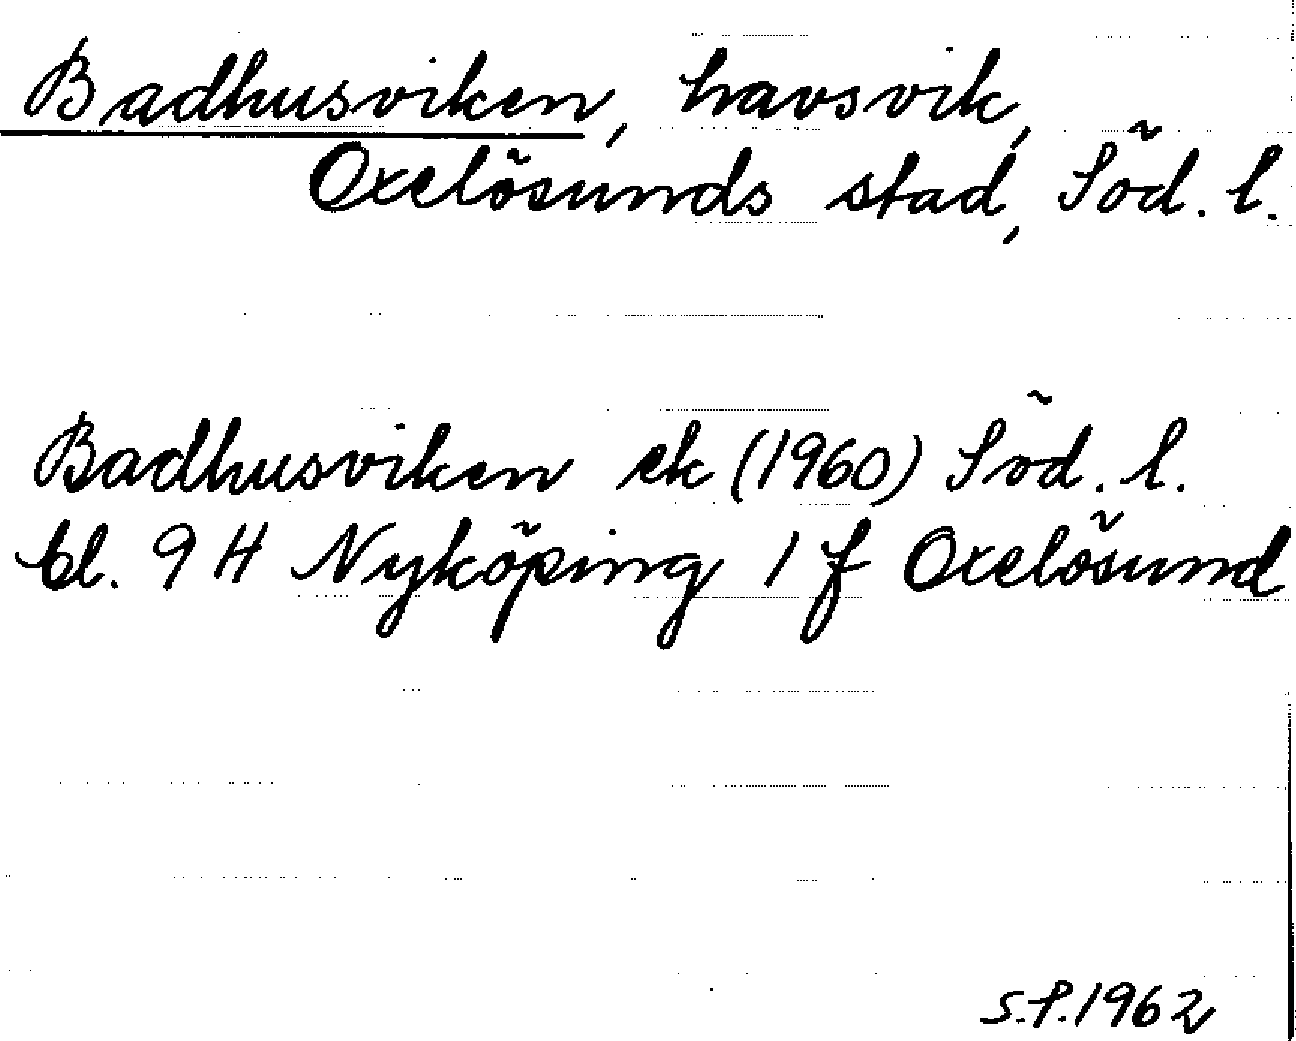 Badhusviken, havsvik,
Oxelösunds stad, Söd. l.
Badhusviken ek (1960) Söd. l.
bl. 9 H Nyköping 1 f Oxelösund
S.P.1962